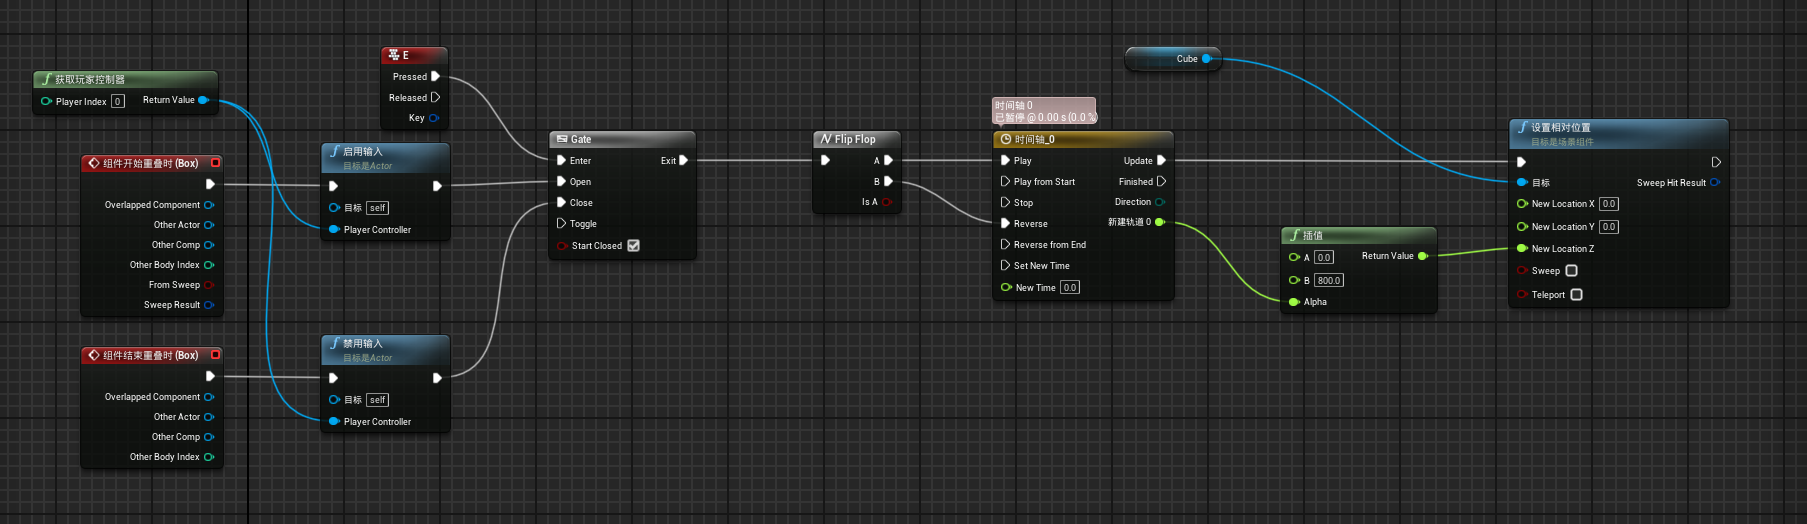 获取玩家控制器
Player Index 0
Return Value
组件开始重叠时 (Box)
Overlapped Component
Other Actor
Other Comp
Other Body Index
From Sweep
Sweep Result
组件结束重叠时 (Box)
Overlapped Component
Other Actor
Other Comp
Other Body Index
E
Pressed
Released
Key
启用输入
目标是Actor
目标 self
Player Controller
禁用输入
目标是Actor
目标 self
Player Controller
Gate
Enter
Exit
Open
Close
Toggle
Start Closed
Flip Flop
A
B
Is A
时间轴 0
已暂停 @ 0.00 s (0.0 %)
时间轴_0
Play
Update
Play from Start
Finished
Stop
Direction
Reverse
新建轨道 0
Reverse from End
Set New Time
New Time 0.0
Cube
插值
A 0.0
Return Value
B 800.0
Alpha
设置相对位置
目标是场景组件
目标
Sweep Hit Result
New Location X 0.0
New Location Y 0.0
New Location Z
Sweep
Teleport